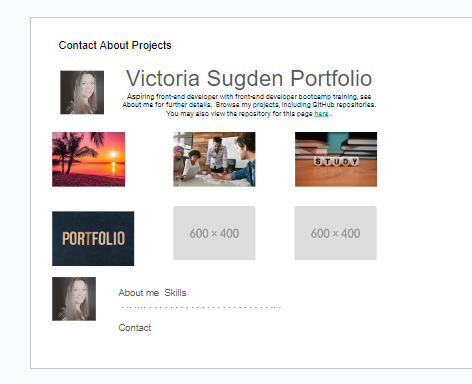 Contact About Projects
Victoria Sugden Portfolio
Aspiring front-end developer with front-end developer bootcamp training, see
About me for further details. Browse my projects, including GitHub repositories.
You may also view the repository for this page here .
STUDY
PORTFOLIO
600 × 400
600 × 400
About me Skills
Contact